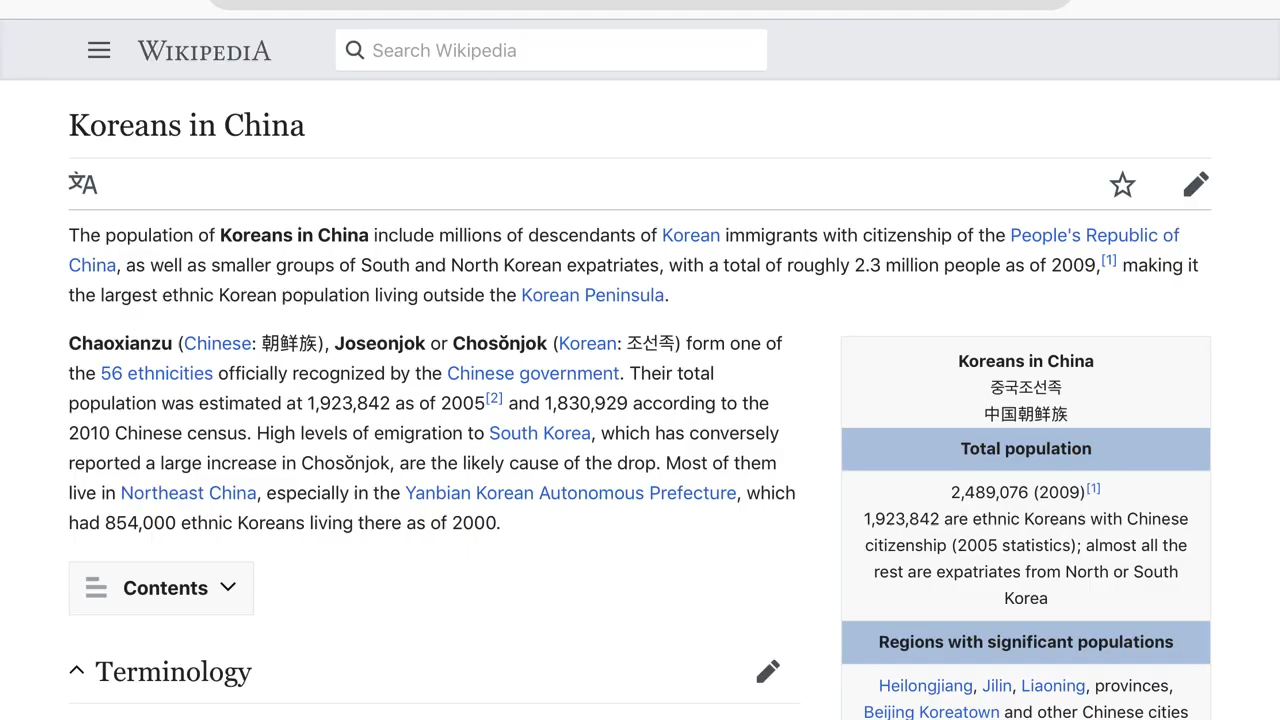 WIKIPEDIA
Search Wikipedia
Koreans in China
The population of Koreans in China include millions of descendants of Korean immigrants with citizenship of the People's Republic of
China, as well as smaller groups of South and North Korean expatriates, with a total of roughly 2.3 million people as of 2009,[1] making it
the largest ethnic Korean population living outside the Korean Peninsula.
Chaoxianzu (Chinese: 朝鲜族), Joseonjok or Chosŏnjok (Korean: 조선족) form one of
the 56 ethnicities officially recognized by the Chinese government. Their total
population was estimated at 1,923,842 as of 2005[2] and 1,830,929 according to the
2010 Chinese census. High levels of emigration to South Korea, which has conversely
reported a large increase in Chosŏnjok, are the likely cause of the drop. Most of them
live in Northeast China, especially in the Yanbian Korean Autonomous Prefecture, which
had 854,000 ethnic Koreans living there as of 2000.
Contents
Terminology
Koreans in China
중국조선족
中国朝鲜族
Total population
2,489,076 (2009)[1]
1,923,842 are ethnic Koreans with Chinese
citizenship (2005 statistics); almost all the
rest are expatriates from North or South
Korea
Regions with significant populations
Heilongjiang, Jilin, Liaoning, provinces,
Beijing Koreatown and other Chinese cities